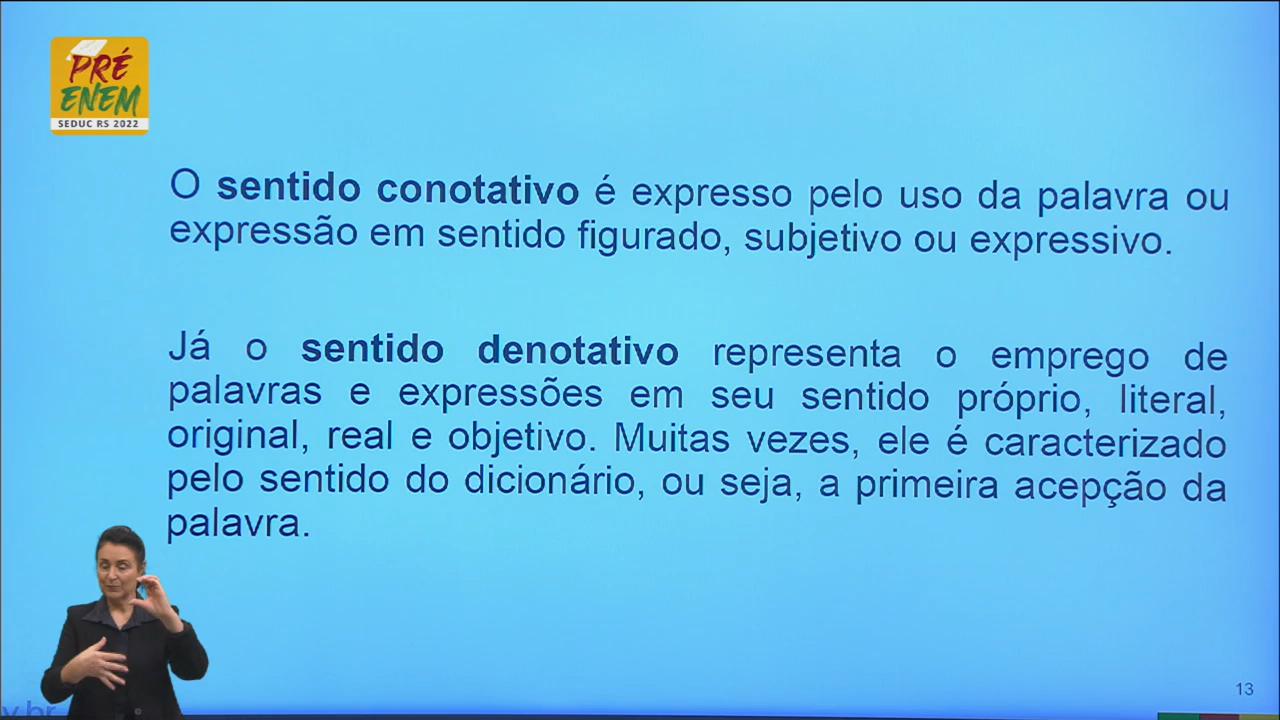 PRÉ
ENEM
SEDUC RS 2022
O sentido conotativo é expresso pelo uso da palavra ou
expressão em sentido figurado, subjetivo ou expressivo.
Já o sentido denotativo representa o emprego de
palavras e expressões em seu sentido próprio, literal,
original, real e objetivo. Muitas vezes, ele é caracterizado
pelo sentido do dicionário, ou seja, a primeira acepção da
palavra.
13